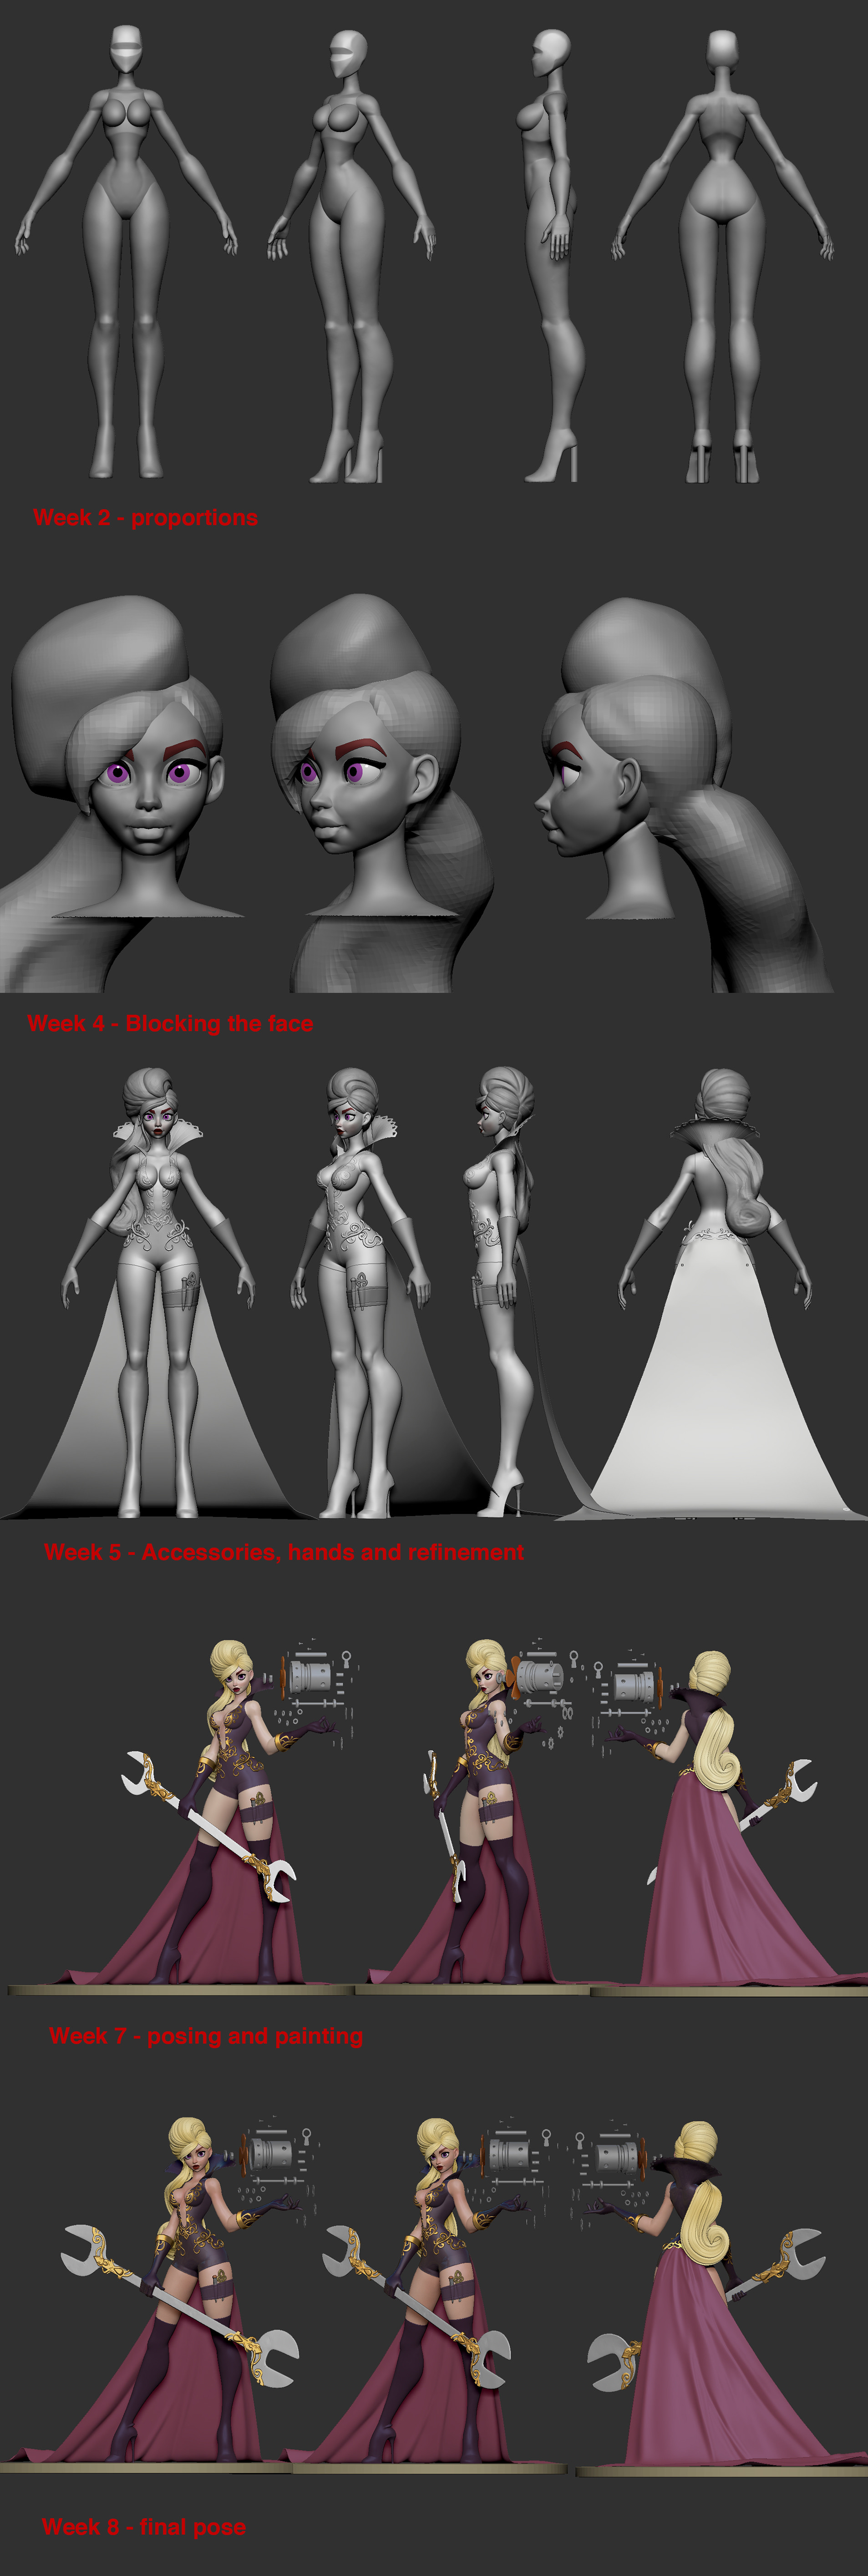 Week 2 - proportions
Week 4 - Blocking the face
Week 5 - Accessories, hands and refinement
Week 7 - posing and painting
Week 8 - final pose